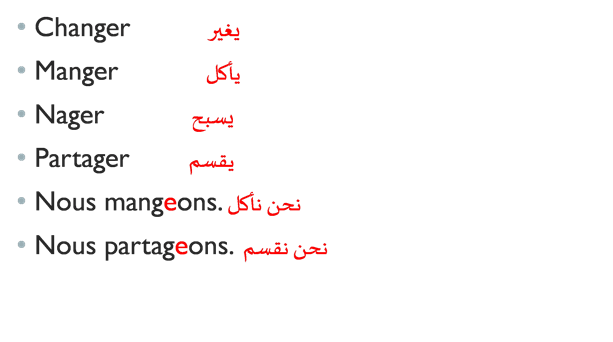 • Changer يغير
• Manger يأكل
• Nager يسبح
• Partager يقسم
• Nous mangeons. نحن نأكل
• Nous partageons. نحن نقسم